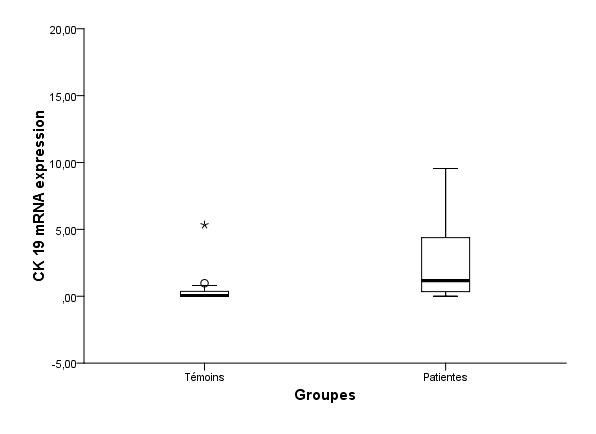 20,00
15,00
10,00
5,00
,00
-5,00
CK 19 mRNA expression
Témoins
Patientes
Groupes